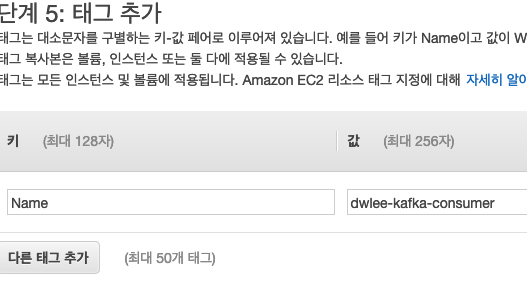 단계 5: 태그 추가
태그는 대소문자를 구별하는 키-값 페어로 이루어져 있습니다. 예를 들어 키가 Name이고 값이 W
태그 복사본은 볼륨, 인스턴스 또는 둘 다에 적용될 수 있습니다.
태그는 모든 인스턴스 및 볼륨에 적용됩니다. Amazon EC2 리소스 태그 지정에 대해 자세히 알아
키 (최대 128자) 값 (최대 256자)
Name dwlee-kafka-consumer
다른 태그 추가 (최대 50개 태그)